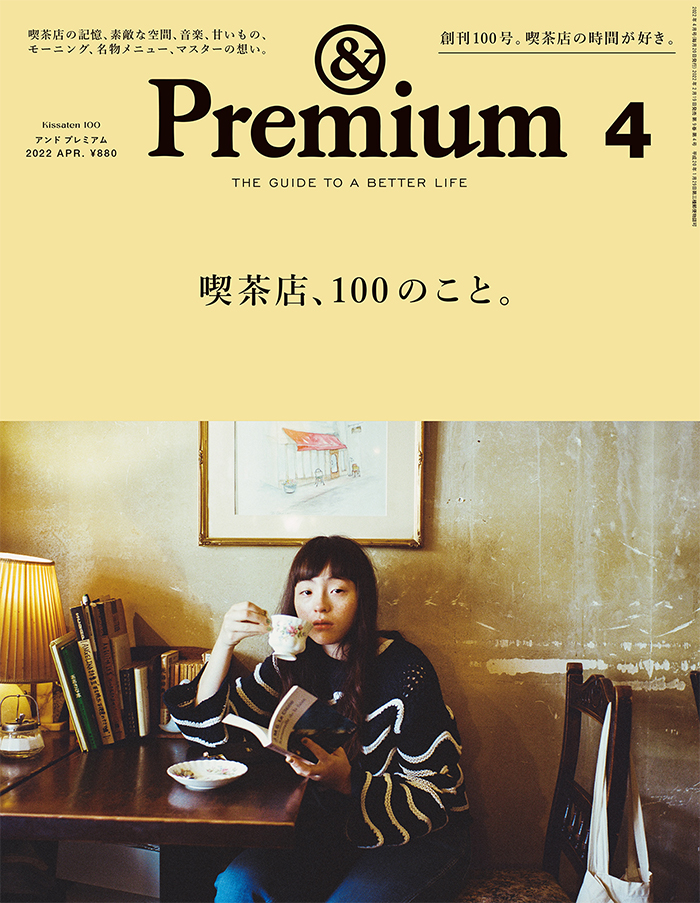 喫茶店の記憶、素敵な空間、音楽、甘いもの、
モーニング、名物メニュー、マスターの想い。
創刊100号。喫茶店の時間が好き。
&
Premium 4
Kissaten 100
アンド プレミアム
2022 APR. ¥880
THE GUIDE TO A BETTER LIFE
喫茶店、100のこと。